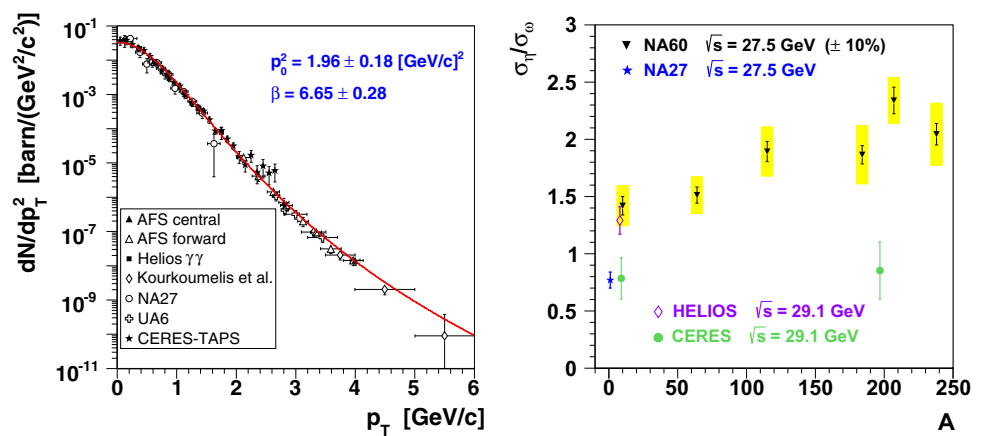 dN/dp_T^2 [barn/(GeV^2/c^2)]
10^-1
10^-3
10^-5
10^-7
10^-9
10^-11
p_0^2 = 1.96 ± 0.18 [GeV/c]^2
β = 6.65 ± 0.28
AFS central
AFS forward
Helios γγ
Kourkoumelis et al.
NA27
UA6
CERES-TAPS
0 1 2 3 4 5 6
p_T [GeV/c]
σ_η/σ_ω
3
2.5
2
1.5
1
0.5
0
NA60 √s = 27.5 GeV (± 10%)
NA27 √s = 27.5 GeV
HELIOS √s = 29.1 GeV
CERES √s = 29.1 GeV
0 50 100 150 200 250
A